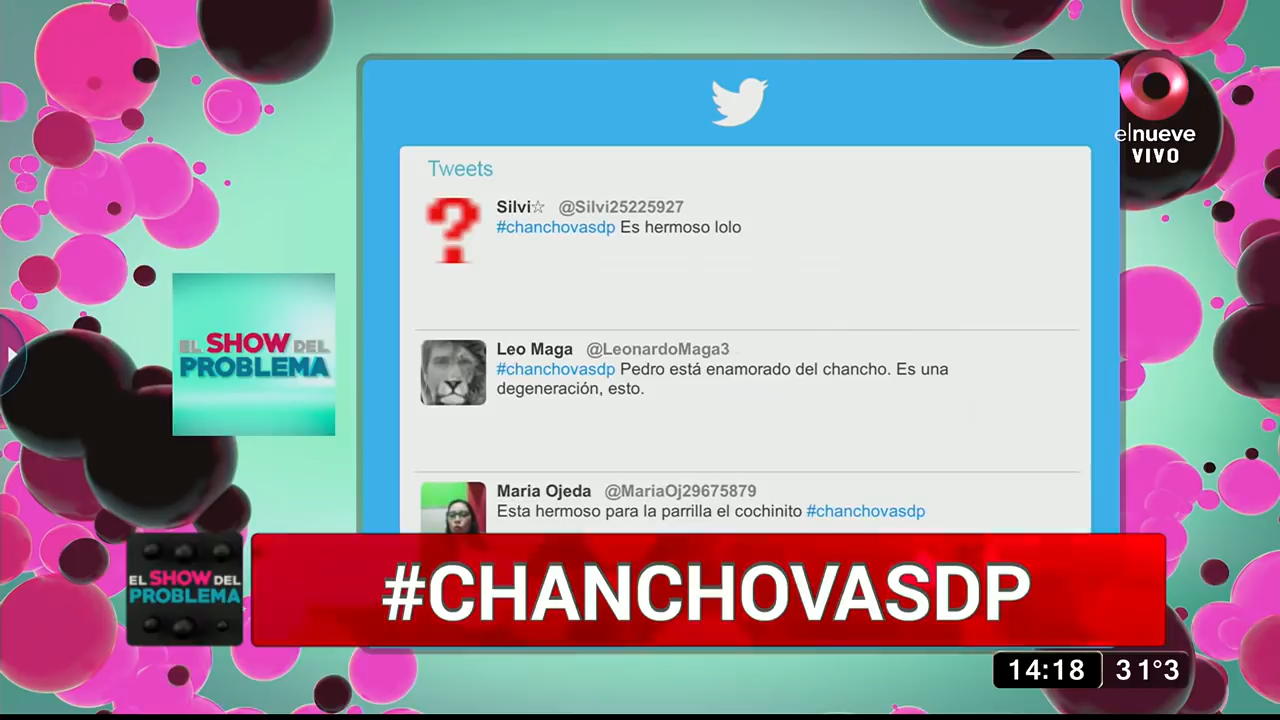 elnueve
VIVO
Tweets
Silvi☆ @Silvi25225927
#chanchovasdp Es hermoso lolo
EL SHOW DEL
PROBLEMA
Leo Maga @LeonardoMaga3
#chanchovasdp Pedro está enamorado del chancho. Es una
degeneración, esto.
Maria Ojeda @MariaOj29675879
Esta hermoso para la parrilla el cochinito #chanchovasdp
EL SHOW DEL
PROBLEMA
#CHANCHOVASDP
14:18 31°3